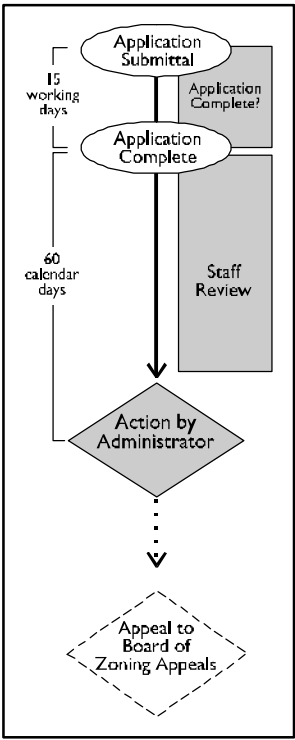 Application
Submittal
15
working
days
Application
Complete?
Application
Complete
60
calendar
days
Staff
Review
Action by
Administrator
Appeal to
Board of
Zoning Appeals